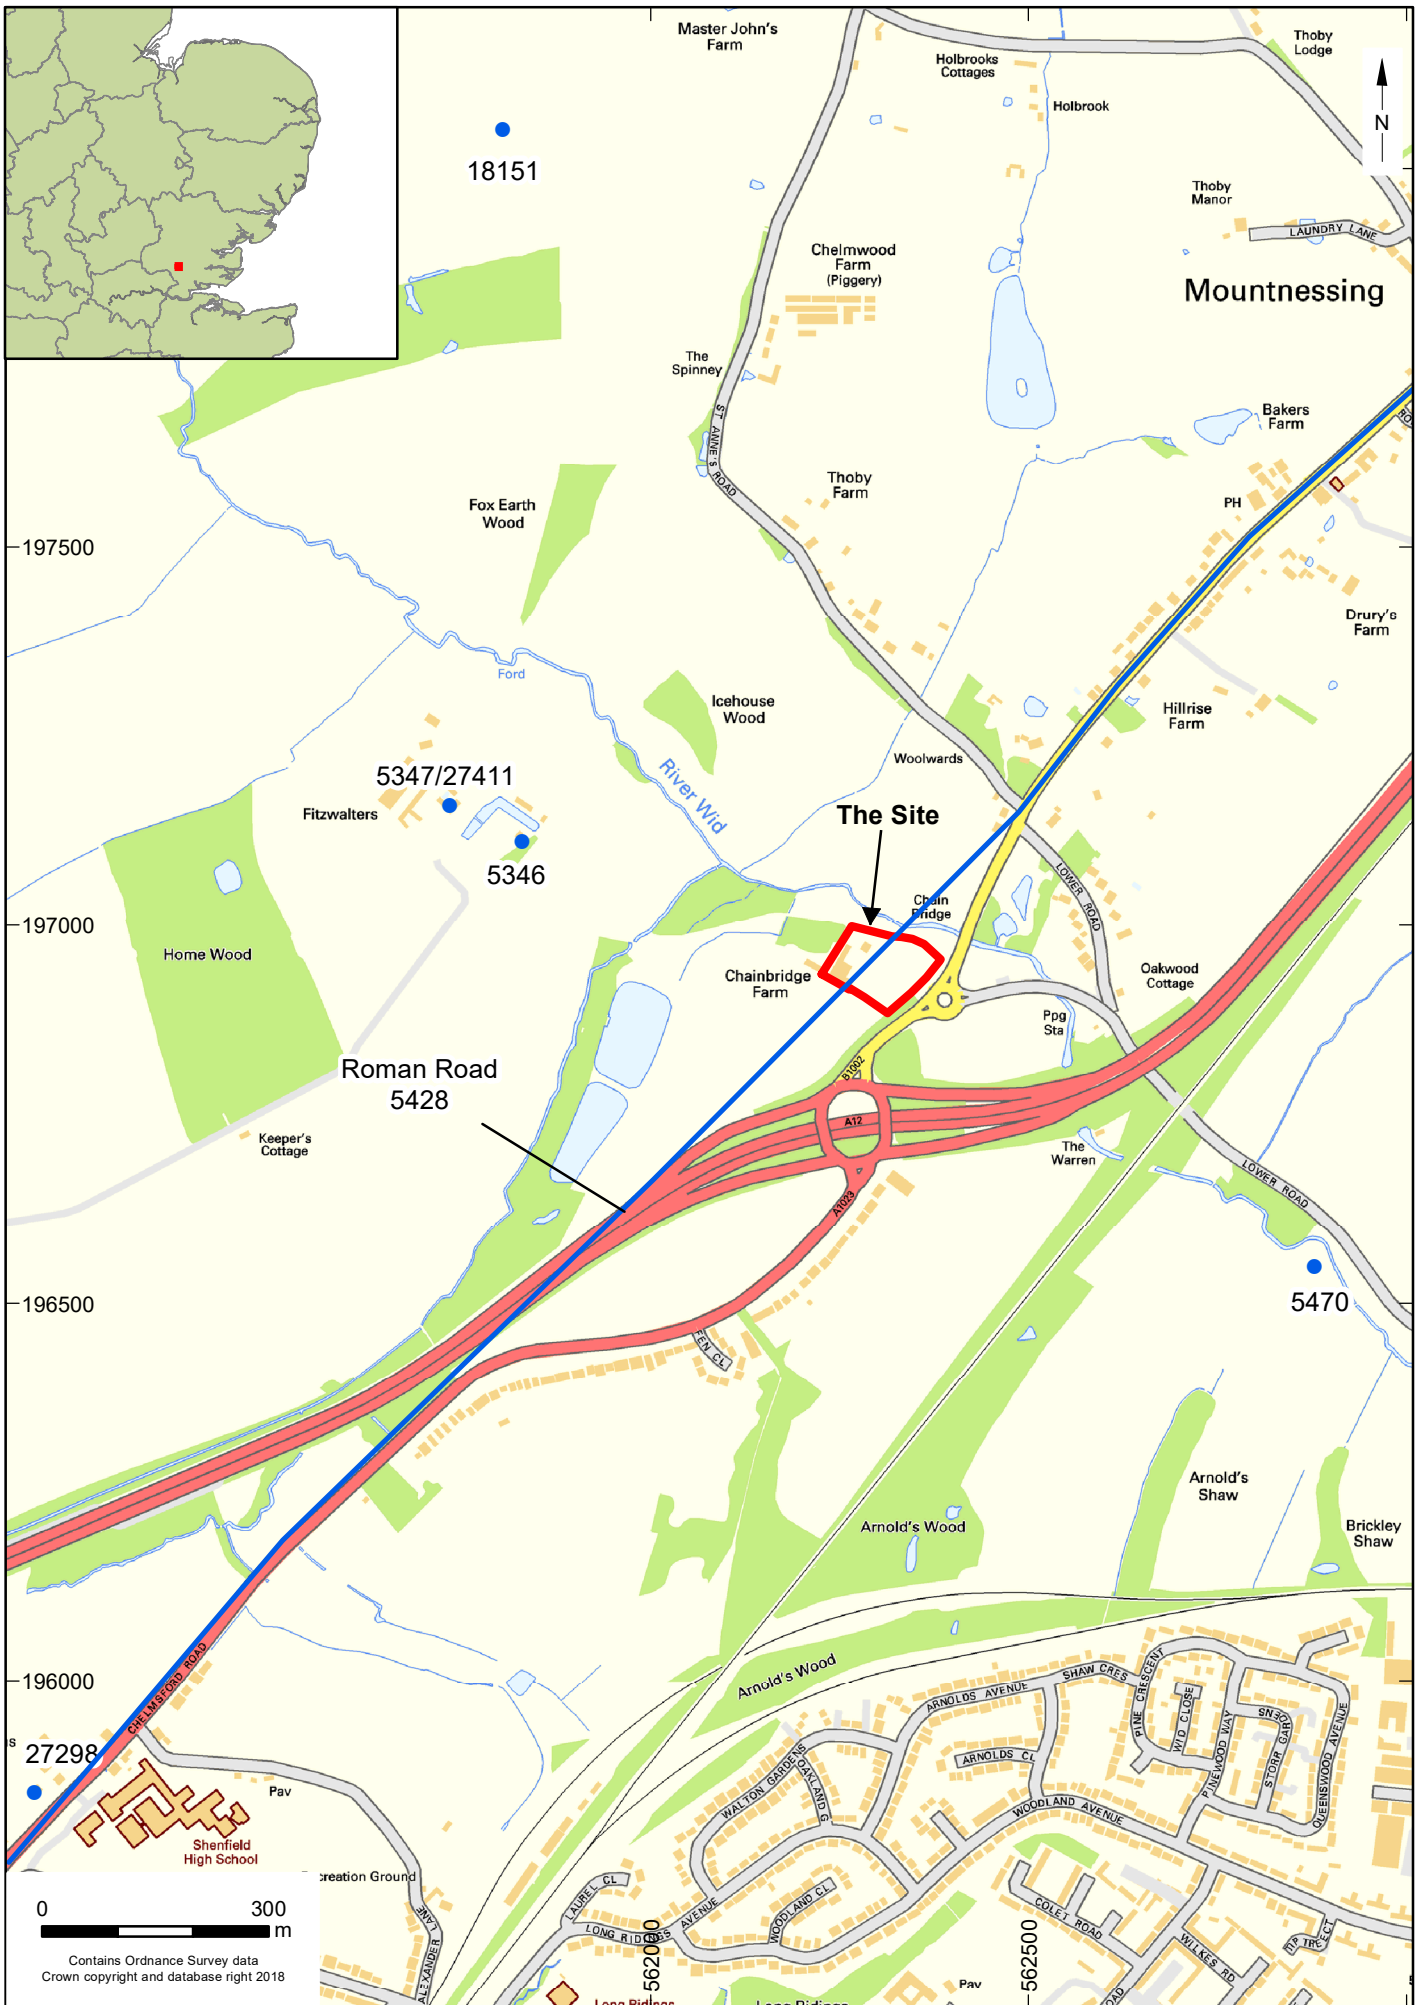 Master John's
Farm
Holbrooks
Cottages
Thoby
Lodge
Holbrook
N
18151
Thoby
Manor
LAUNDRY LANE
Chelmwood
Farm
(Piggery)
Mountnessing
The
Spinney
ST ANNE'S ROAD
Bakers
Farm
Thoby
Farm
PH
Fox Earth
Wood
197500
Drury's
Farm
Ford
Icehouse
Wood
Hillrise
Farm
Woolwards
5347/27411
River Wid
Fitzwalters
The Site
5346
LOWER ROAD
Chain
Bridge
197000
Home Wood
Chainbridge
Farm
Oakwood
Cottage
Ppg
Sta
Roman Road
5428
B1002
A12
Keeper's
Cottage
The
Warren
LOWER ROAD
A1023
196500
5470
FEN CL
Arnold's
Shaw
Arnold's Wood
Brickley
Shaw
CHELMSFORD ROAD
196000
Arnold's Wood
SHAW CRES
PINE CRESCENT
ARNOLDS AVENUE
WID CLOSE
PINEWOOD WAY
STORR GARDENS
QUEENSWOOD AVENUE
27298
ARNOLDS CL
WALTON GARDENS
OAKLAND G
WOODLAND AVENUE
Pav
Shenfield
High School
creation Ground
LAUREL CL
WOODLAND CL
LONG RIDINGS AVENUE
COLET ROAD
WILKES RD
ALEXANDER LANE
562000
562500
Pav
Long Ridings
Long Ridings
0 300
m
Contains Ordnance Survey data
Crown copyright and database right 2018